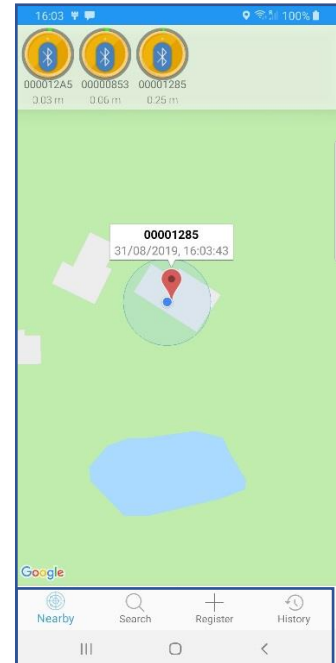 16:03 100%
000012A5 00000853 00001285
0.03 m 0.06 m 0.25 m
00001285
31/08/2019, 16:03:43
Google
Nearby Search Register History